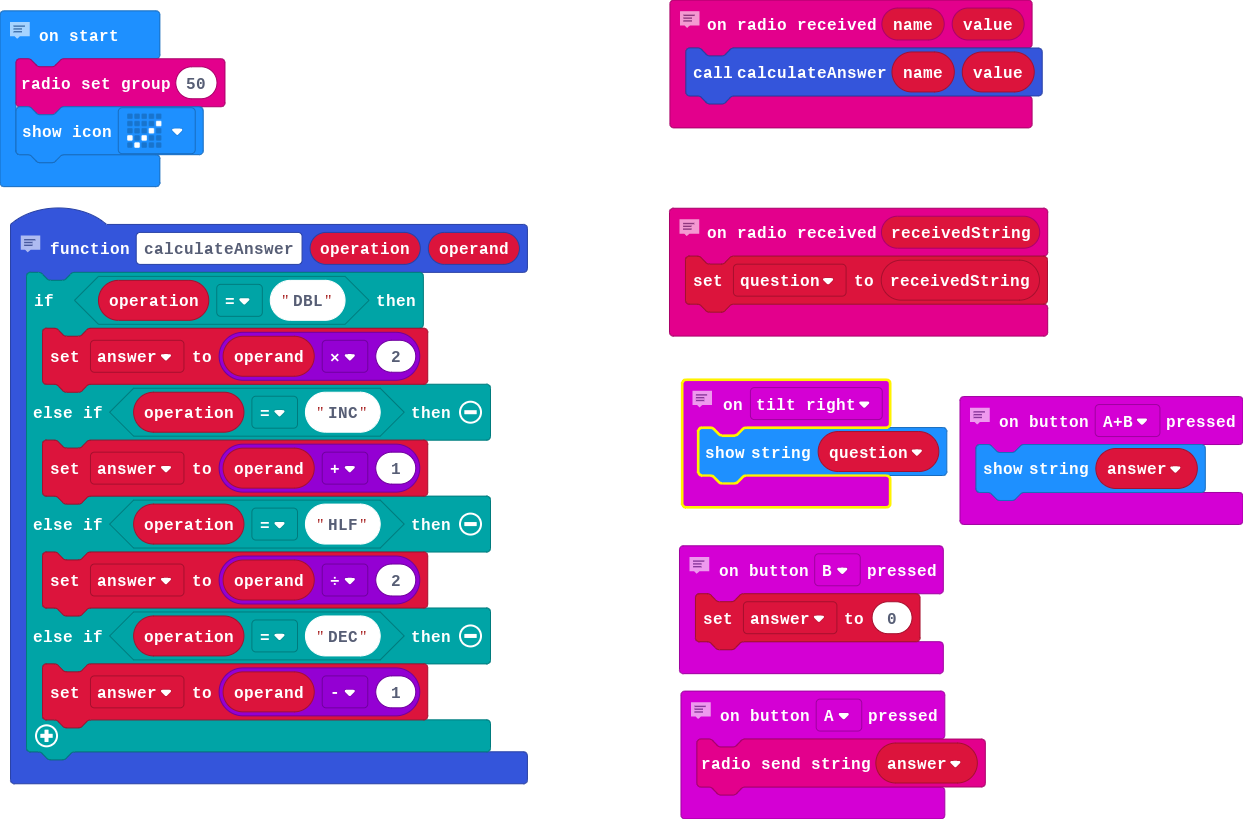 on start
radio set group 50
show icon
function calculateAnswer operation operand
if operation = "DBL" then
set answer to operand × 2
else if operation = "INC" then
set answer to operand + 1
else if operation = "HLF" then
set answer to operand ÷ 2
else if operation = "DEC" then
set answer to operand - 1
on radio received name value
call calculateAnswer name value
on radio received receivedString
set question to receivedString
on tilt right
show string question
on button A+B pressed
show string answer
on button B pressed
set answer to 0
on button A pressed
radio send string answer